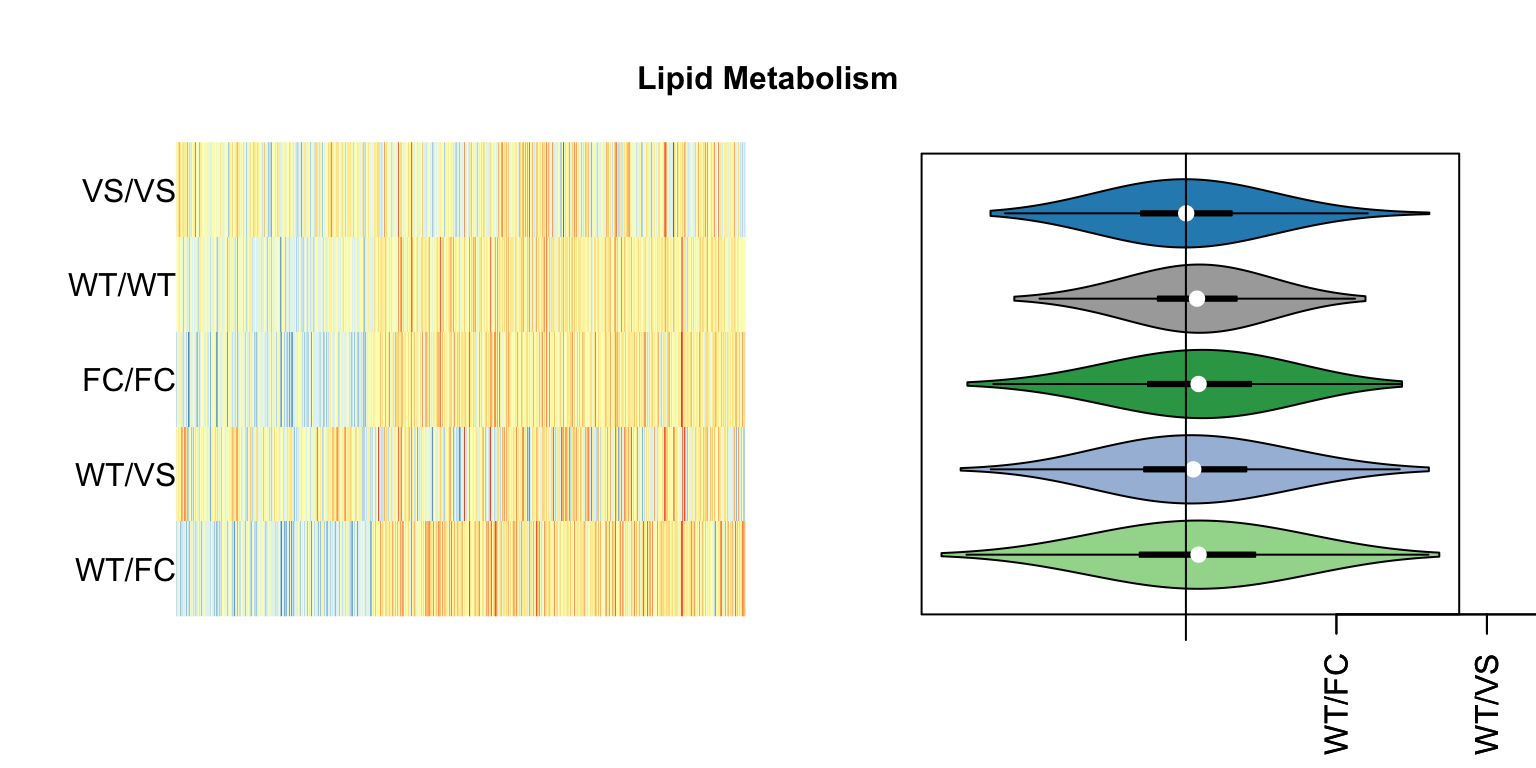 Lipid Metabolism
VS/VS
WT/WT
FC/FC
WT/VS
WT/FC
WT/FC
WT/VS